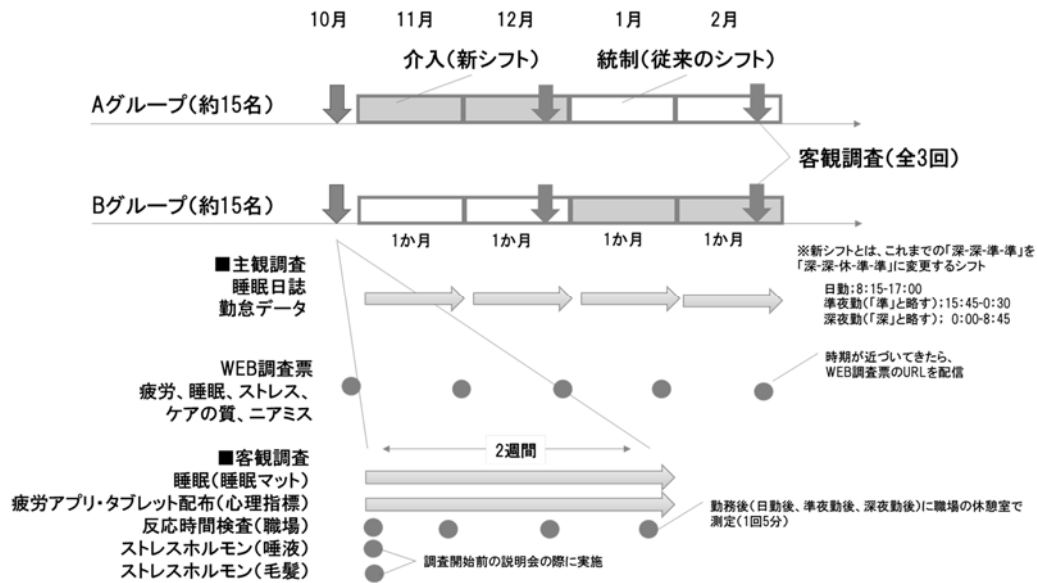 10月 11月 12月 1月 2月
介入(新シフト) 統制(従来のシフト)
Aグループ(約15名)
客観調査(全3回)
Bグループ(約15名)
1か月 1か月 1か月 1か月
※新シフトとは、これまでの「深-深-準-準」を
「深-深-休-準-準」に変更するシフト
日勤;8:15-17:00
準夜勤(「準」と略す);15:45-0:30
深夜勤(「深」と略す); 0:00-8:45
■主観調査
睡眠日誌
勤怠データ
時期が近づいてきたら、
WEB調査票のURLを配信
WEB調査票
疲労、睡眠、ストレス、
ケアの質、ニアミス
2週間
■客観調査
睡眠(睡眠マット)
疲労アプリ・タブレット配布(心理指標)
反応時間検査(職場)
ストレスホルモン(唾液)
ストレスホルモン(毛髪)
勤務後(日勤後、準夜勤後、深夜勤後)に職場の休憩室で
測定(1回5分)
調査開始前の説明会の際に実施